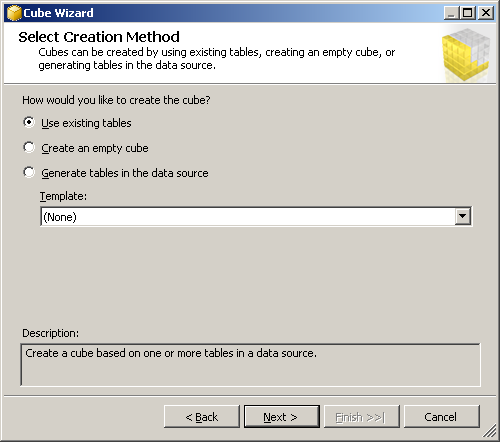 Cube Wizard
Select Creation Method
Cubes can be created by using existing tables, creating an empty cube, or
generating tables in the data source.
How would you like to create the cube?
Use existing tables
Create an empty cube
Generate tables in the data source
Template:
(None)
Description:
Create a cube based on one or more tables in a data source.
< Back
Next >
Finish >>|
Cancel